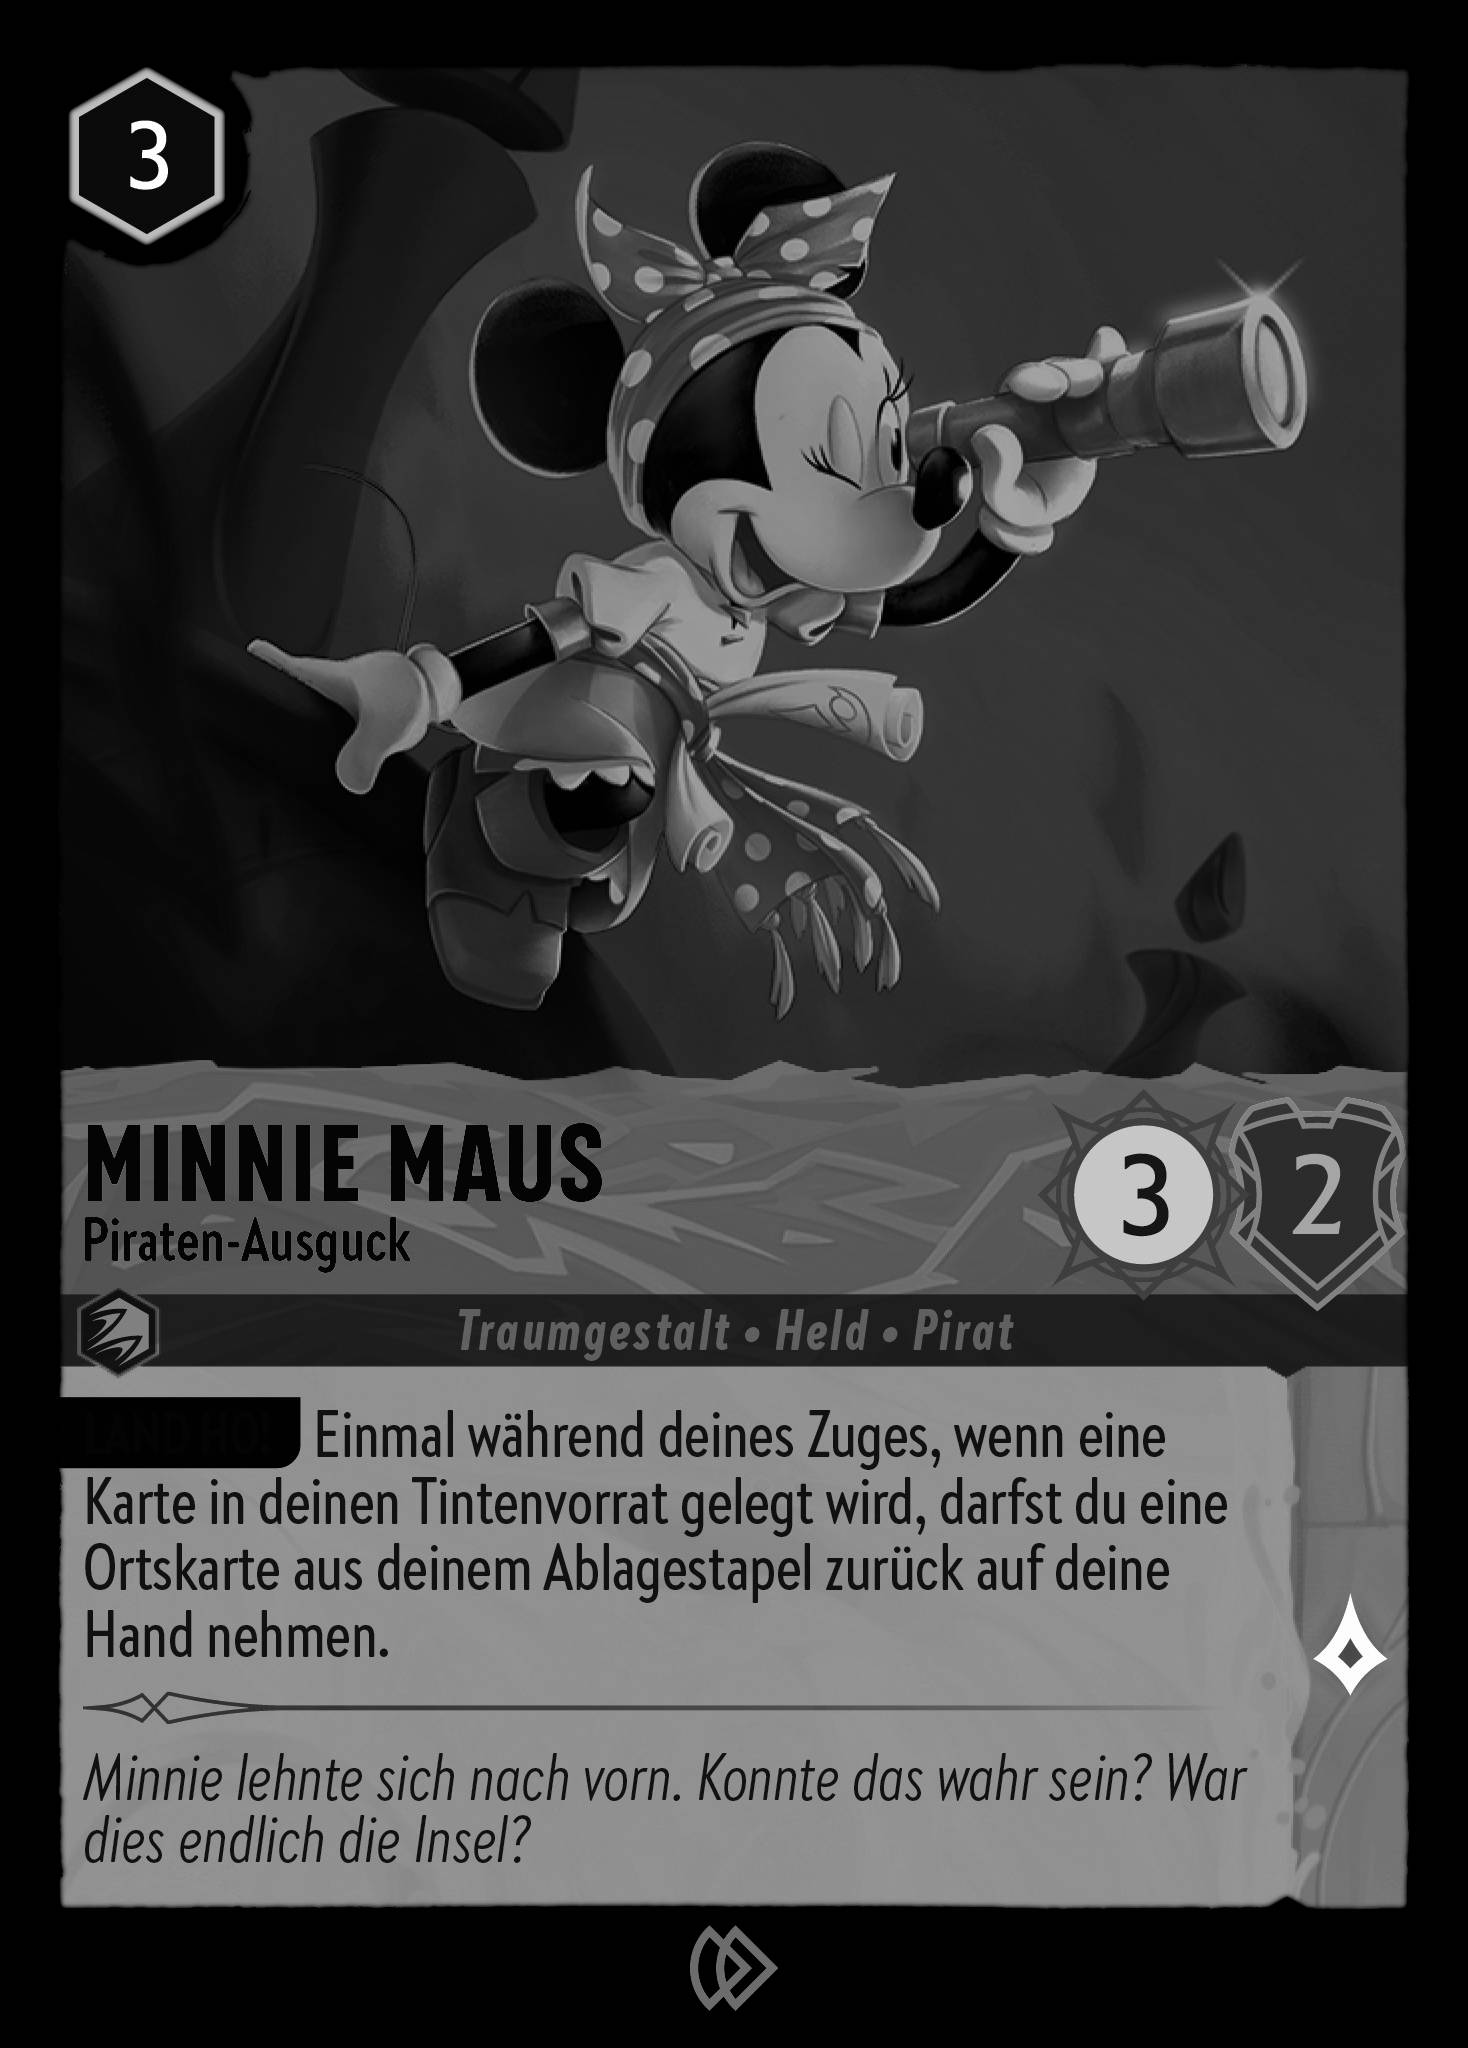 3
MINNIE MAUS
Piraten-Ausguck
3
2
Traumgestalt • Held • Pirat
LAND HO! Einmal während deines Zuges, wenn eine
Karte in deinen Tintenvorrat gelegt wird, darfst du eine
Ortskarte aus deinem Ablagestapel zurück auf deine
Hand nehmen.
Minnie lehnte sich nach vorn. Konnte das wahr sein? War
dies endlich die Insel?